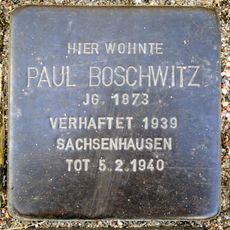 HIER WOHNTE
PAUL BOSCHWITZ
JG. 1873
VERHAFTET 1939
SACHSENHAUSEN
TOT 5.2.1940